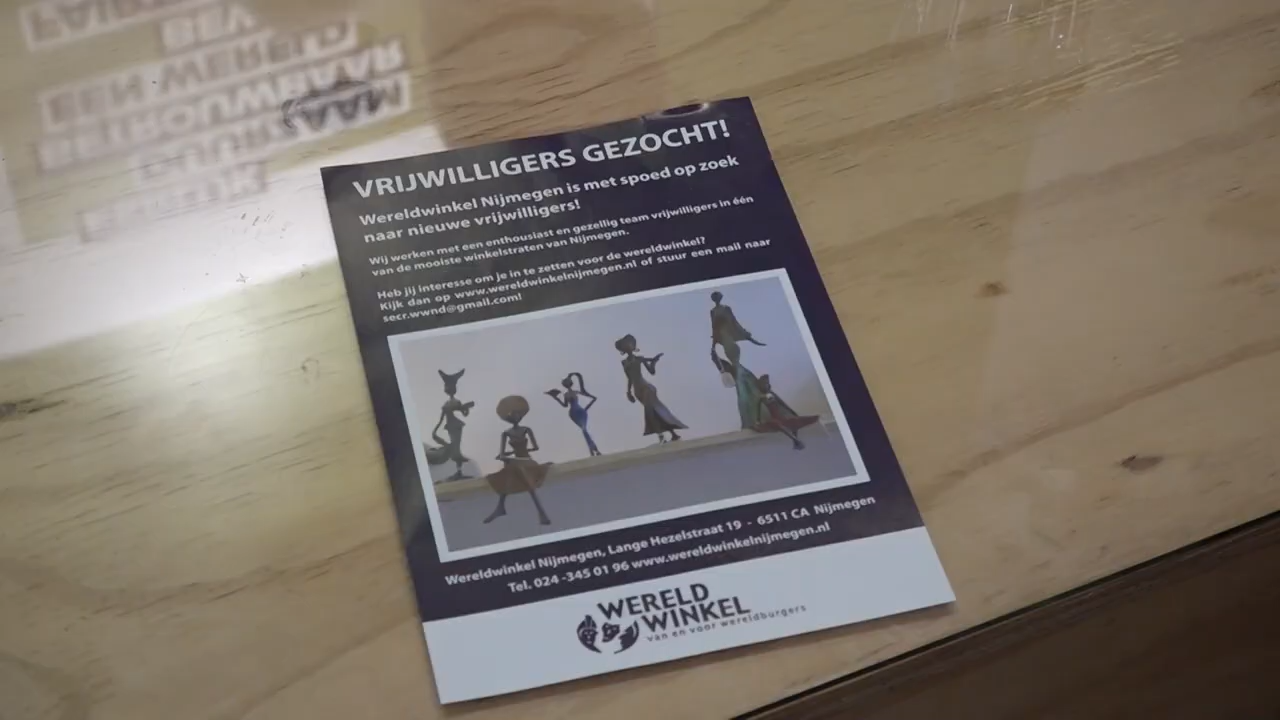 VRIJWILLIGERS GEZOCHT!
Wereldwinkel Nijmegen is met spoed op zoek
naar nieuwe vrijwilligers!
Wij werken met een enthousiast en gezellig team vrijwilligers in één
van de mooiste winkelstraten van Nijmegen.
Heb jij interesse om je in te zetten voor de wereldwinkel?
Kijk dan op www.wereldwinkelnijmegen.nl of stuur een mail naar
secr.wwnd@gmail.com!
Wereldwinkel Nijmegen, Lange Hezelstraat 19 - 6511 CA Nijmegen
Tel. 024 -345 01 96 www.wereldwinkelnijmegen.nl
WERELD
WINKEL
van en voor wereldburgers
EEN WERELD
BETROUWBAAR